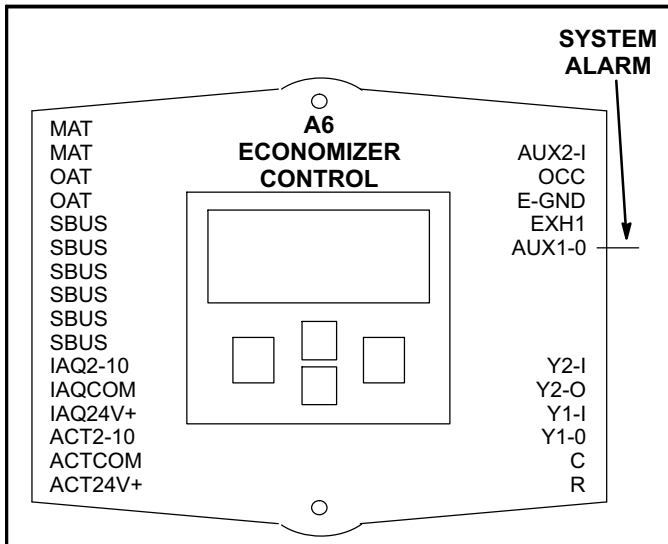 SYSTEM
ALARM
A6
ECONOMIZER
CONTROL
MAT
MAT
OAT
OAT
SBUS
SBUS
SBUS
SBUS
SBUS
SBUS
IAQ2-10
IAQCOM
IAQ24V+
ACT2-10
ACTCOM
ACT24V+
AUX2-I
OCC
E-GND
EXH1
AUX1-0
Y2-I
Y2-O
Y1-I
Y1-0
C
R